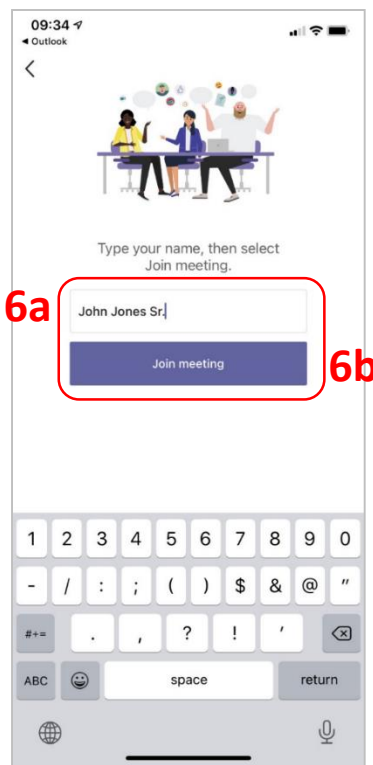 09:34
◀ Outlook
Type your name, then select
Join meeting.
6a
John Jones Sr.
Join meeting
6b
1 2 3 4 5 6 7 8 9 0
- / : ; ( ) $ & @ "
#+= . , ? ! '
ABC space return